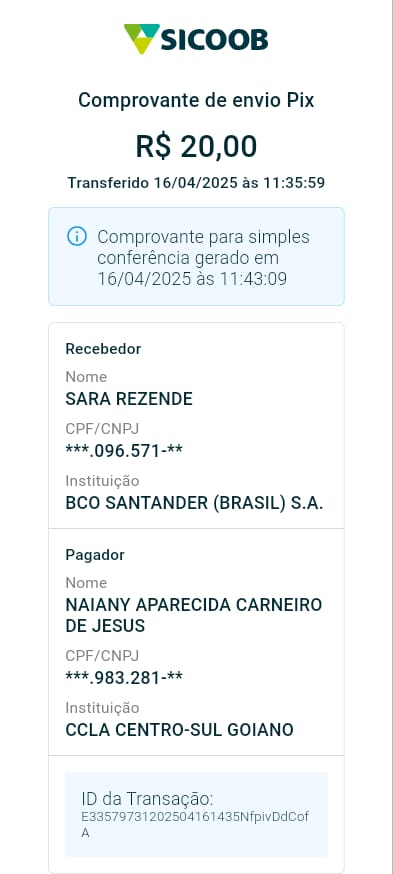 SICOOB
Comprovante de envio Pix
R$ 20,00
Transferido 16/04/2025 às 11:35:59
Comprovante para simples
conferência gerado em
16/04/2025 às 11:43:09
Recebedor
Nome
SARA REZENDE
CPF/CNPJ
***.096.571-**
Instituição
BCO SANTANDER (BRASIL) S.A.
Pagador
Nome
NAIANY APARECIDA CARNEIRO
DE JESUS
CPF/CNPJ
***.983.281-**
Instituição
CCLA CENTRO-SUL GOIANO
ID da Transação:
E33579731202504161435NfpivDdCof
A